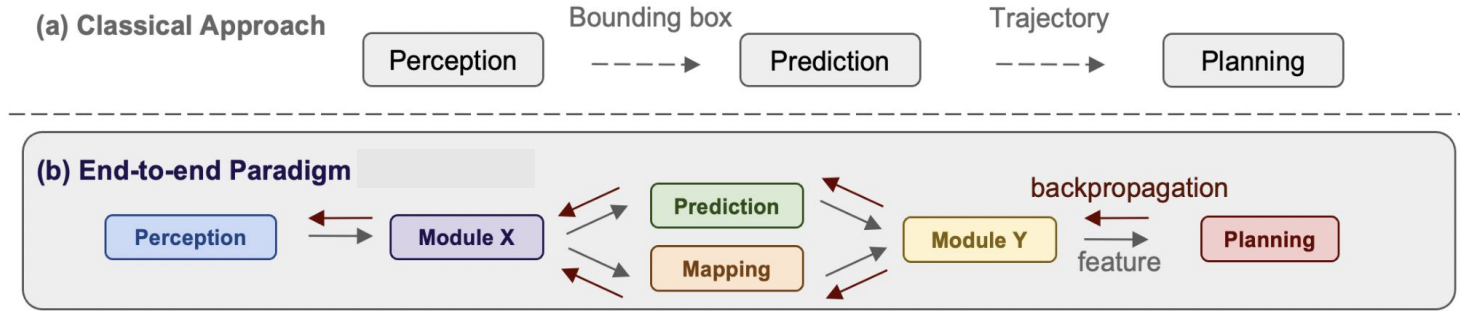 (a) Classical Approach
Bounding box
Trajectory
Perception
Prediction
Planning
(b) End-to-end Paradigm
backpropagation
Perception
Module X
Prediction
Mapping
Module Y
feature
Planning